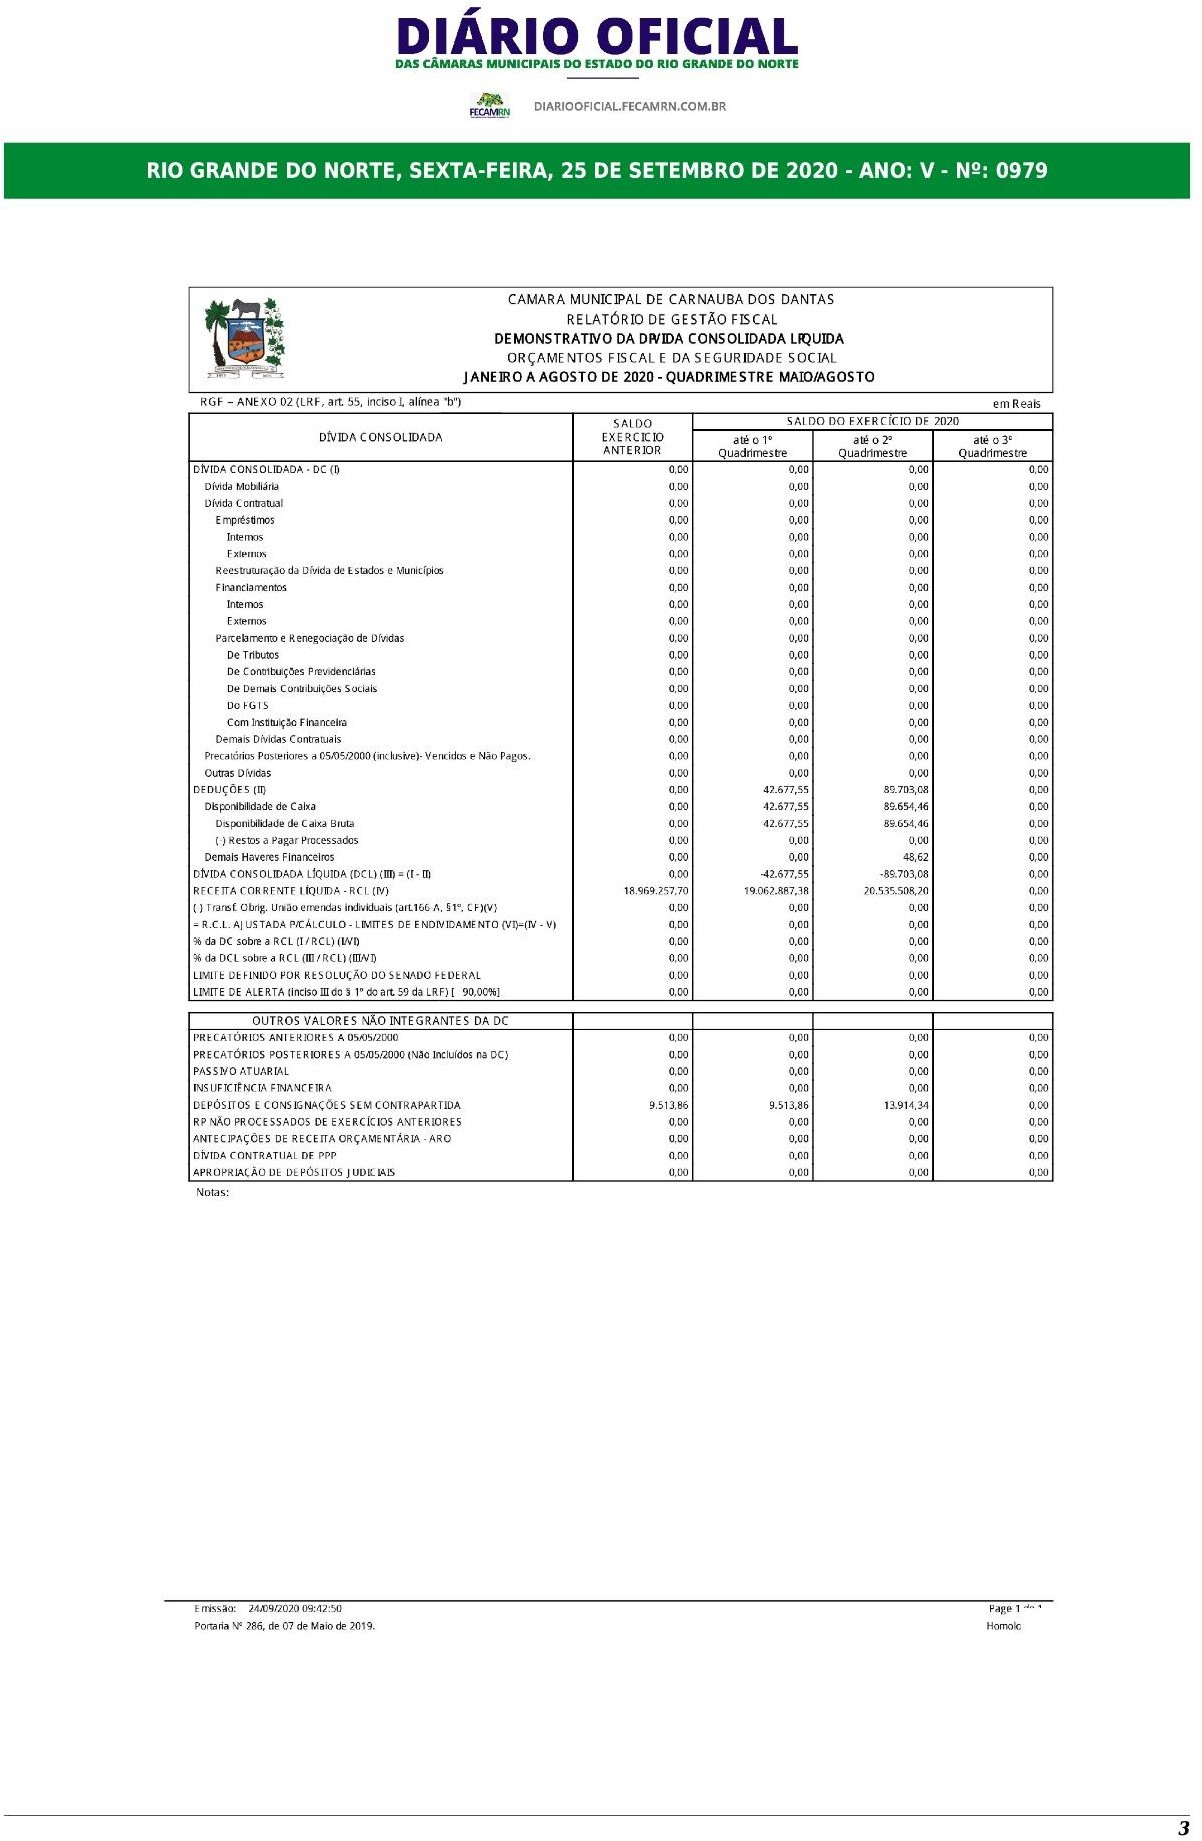 DIÁRIO OFICIAL
DAS CÂMARAS MUNICIPAIS DO ESTADO DO RIO GRANDE DO NORTE
FECAMRN DIARIOOFICIAL.FECAMRN.COM.BR
RIO GRANDE DO NORTE, SEXTA-FEIRA, 25 DE SETEMBRO DE 2020 - ANO: V - Nº: 0979
CAMARA MUNICIPAL DE CARNAUBA DOS DANTAS
RELATÓRIO DE GESTÃO FISCAL
DEMONSTRATIVO DA DÍVIDA CONSOLIDADA LÍQUIDA
ORÇAMENTOS FISCAL E DA SEGURIDADE SOCIAL
JANEIRO A AGOSTO DE 2020 - QUADRIMESTRE MAIO/AGOSTO
RGF – ANEXO 02 (LRF, art. 55, inciso I, alínea "b") em Reais
DÍVIDA CONSOLIDADA SALDO EXERCICIO ANTERIOR SALDO DO EXERCÍCIO DE 2020
até o 1º Quadrimestre até o 2º Quadrimestre até o 3º Quadrimestre
DÍVIDA CONSOLIDADA - DC (I) 0,00 0,00 0,00 0,00
Dívida Mobiliária 0,00 0,00 0,00 0,00
Dívida Contratual 0,00 0,00 0,00 0,00
Empréstimos 0,00 0,00 0,00 0,00
Internos 0,00 0,00 0,00 0,00
Externos 0,00 0,00 0,00 0,00
Reestruturação da Dívida de Estados e Municípios 0,00 0,00 0,00 0,00
Financiamentos 0,00 0,00 0,00 0,00
Internos 0,00 0,00 0,00 0,00
Externos 0,00 0,00 0,00 0,00
Parcelamento e Renegociação de Dívidas 0,00 0,00 0,00 0,00
De Tributos 0,00 0,00 0,00 0,00
De Contribuições Previdenciárias 0,00 0,00 0,00 0,00
De Demais Contribuições Sociais 0,00 0,00 0,00 0,00
Do FGTS 0,00 0,00 0,00 0,00
Com Instituição Financeira 0,00 0,00 0,00 0,00
Demais Dívidas Contratuais 0,00 0,00 0,00 0,00
Precatórios Posteriores a 05/05/2000 (inclusive)- Vencidos e Não Pagos. 0,00 0,00 0,00 0,00
Outras Dívidas 0,00 0,00 0,00 0,00
DEDUÇÕES (II) 0,00 42.677,55 89.703,08 0,00
Disponibilidade de Caixa 0,00 42.677,55 89.654,46 0,00
Disponibilidade de Caixa Bruta 0,00 42.677,55 89.654,46 0,00
(-) Restos a Pagar Processados 0,00 0,00 0,00 0,00
Demais Haveres Financeiros 0,00 0,00 48,62 0,00
DÍVIDA CONSOLIDADA LÍQUIDA (DCL) (III) = (I - II) 0,00 -42.677,55 -89.703,08 0,00
RECEITA CORRENTE LÍQUIDA - RCL (IV) 18.969.257,70 19.062.887,38 20.535.508,20 0,00
(-) Transf. Obrig. União emendas individuais (art.166-A, §1º, CF)(V) 0,00 0,00 0,00 0,00
= R.C.L. AJUSTADA P/CÁLCULO - LIMITES DE ENDIVIDAMENTO (VI)=(IV - V) 0,00 0,00 0,00 0,00
% da DC sobre a RCL (I / RCL) (I/VI) 0,00 0,00 0,00 0,00
% da DCL sobre a RCL (III / RCL) (III/VI) 0,00 0,00 0,00 0,00
LIMITE DEFINIDO POR RESOLUÇÃO DO SENADO FEDERAL 0,00 0,00 0,00 0,00
LIMITE DE ALERTA (inciso III do § 1º do art. 59 da LRF) [ 90,00%] 0,00 0,00 0,00 0,00
OUTROS VALORES NÃO INTEGRANTES DA DC
PRECATÓRIOS ANTERIORES A 05/05/2000 0,00 0,00 0,00 0,00
PRECATÓRIOS POSTERIORES A 05/05/2000 (Não Incluídos na DC) 0,00 0,00 0,00 0,00
PASSIVO ATUARIAL 0,00 0,00 0,00 0,00
INSUFICIÊNCIA FINANCEIRA 0,00 0,00 0,00 0,00
DEPÓSITOS E CONSIGNAÇÕES SEM CONTRAPARTIDA 9.513,86 9.513,86 13.914,34 0,00
RP NÃO PROCESSADOS DE EXERCÍCIOS ANTERIORES 0,00 0,00 0,00 0,00
ANTECIPAÇÕES DE RECEITA ORÇAMENTÁRIA - ARO 0,00 0,00 0,00 0,00
DÍVIDA CONTRATUAL DE PPP 0,00 0,00 0,00 0,00
APROPRIAÇÃO DE DEPÓSITOS JUDICIAIS 0,00 0,00 0,00 0,00
Notas:
Emissão: 24/09/2020 09:42:50 Page 1
Portaria Nº 286, de 07 de Maio de 2019. Homolo
3